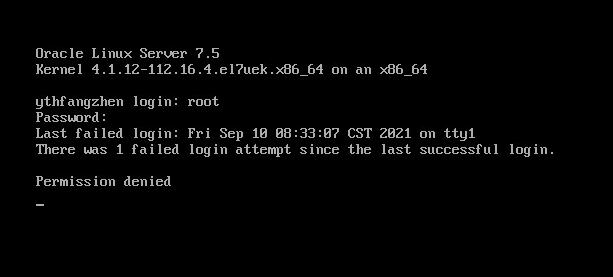 Oracle Linux Server 7.5
Kernel 4.1.12-112.16.4.el7uek.x86_64 on an x86_64
ythfangzhen login: root
Password:
Last failed login: Fri Sep 10 08:33:07 CST 2021 on tty1
There was 1 failed login attempt since the last successful login.
Permission denied